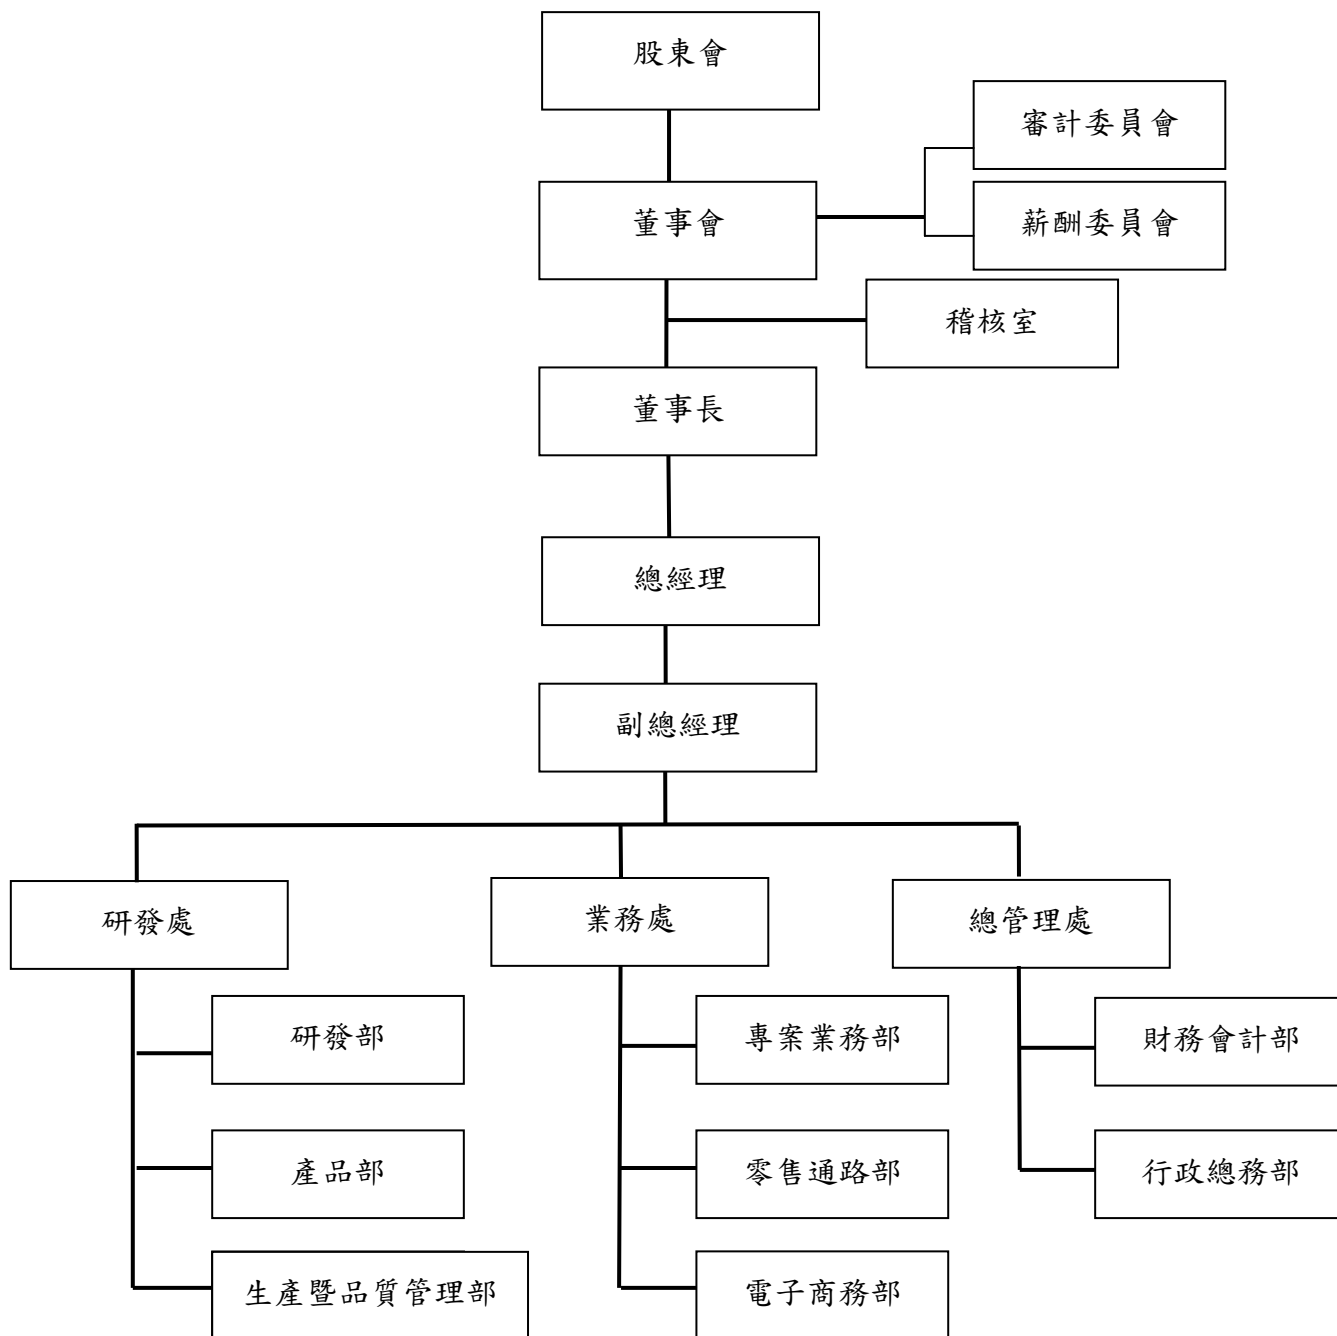 股東會
審計委員會
董事會
薪酬委員會
稽核室
董事長
總經理
副總經理
研發處
業務處
總管理處
研發部
專案業務部
財務會計部
產品部
零售通路部
行政總務部
生產暨品質管理部
電子商務部